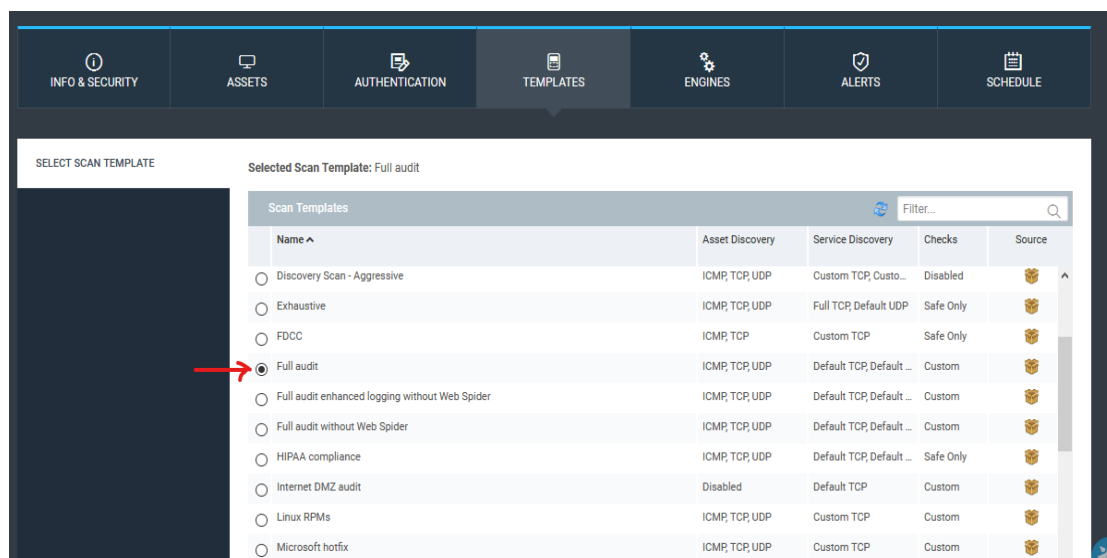 INFO & SECURITY ASSETS AUTHENTICATION TEMPLATES ENGINES ALERTS SCHEDULE
SELECT SCAN TEMPLATE
Selected Scan Template: Full audit
Scan Templates Filter...
Name Asset Discovery Service Discovery Checks Source
Discovery Scan - Aggressive ICMP, TCP, UDP Custom TCP, Custo... Disabled
Exhaustive ICMP, TCP, UDP Full TCP, Default UDP Safe Only
FDCC ICMP, TCP Custom TCP Safe Only
Full audit ICMP, TCP, UDP Default TCP, Default ... Custom
Full audit enhanced logging without Web Spider ICMP, TCP, UDP Default TCP, Default ... Custom
Full audit without Web Spider ICMP, TCP, UDP Default TCP, Default ... Custom
HIPAA compliance ICMP, TCP, UDP Default TCP, Default ... Safe Only
Internet DMZ audit Disabled Default TCP Custom
Linux RPMs ICMP, TCP, UDP Custom TCP Custom
Microsoft hotfix ICMP, TCP, UDP Custom TCP Custom